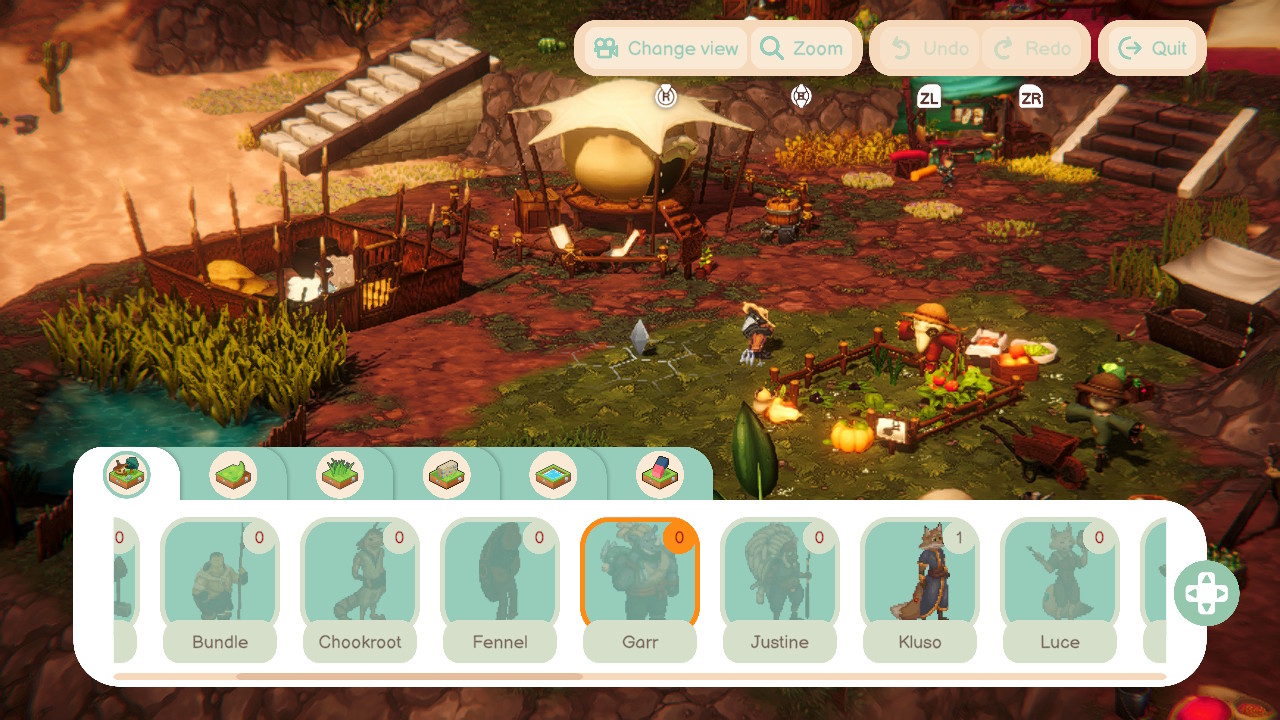 Change view
Zoom
Undo
Redo
Quit
R
R
ZL
ZR
0
0
0
0
0
0
1
0
Bundle
Chookroot
Fennel
Garr
Justine
Kluso
Luce